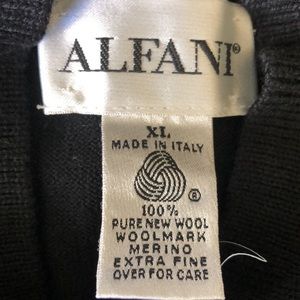 ALFANI®
XL
MADE IN ITALY
®
100%
PURE NEW WOOL
WOOLMARK
MERINO
EXTRA FINE
OVER FOR CARE